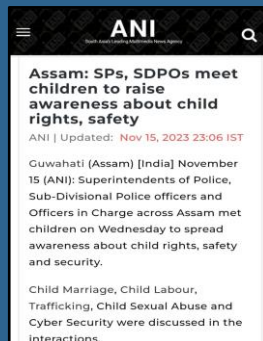 ANI
South Asia's Leading Multimedia News Agency
Assam: SPs, SDPOs meet
children to raise
awareness about child
rights, safety
ANI | Updated: Nov 15, 2023 23:06 IST
Guwahati (Assam) [India] November
15 (ANI): Superintendents of Police,
Sub-Divisional Police officers and
Officers in Charge across Assam met
children on Wednesday to spread
awareness about child rights, safety
and security.
Child Marriage, Child Labour,
Trafficking, Child Sexual Abuse and
Cyber Security were discussed in the
interactions.